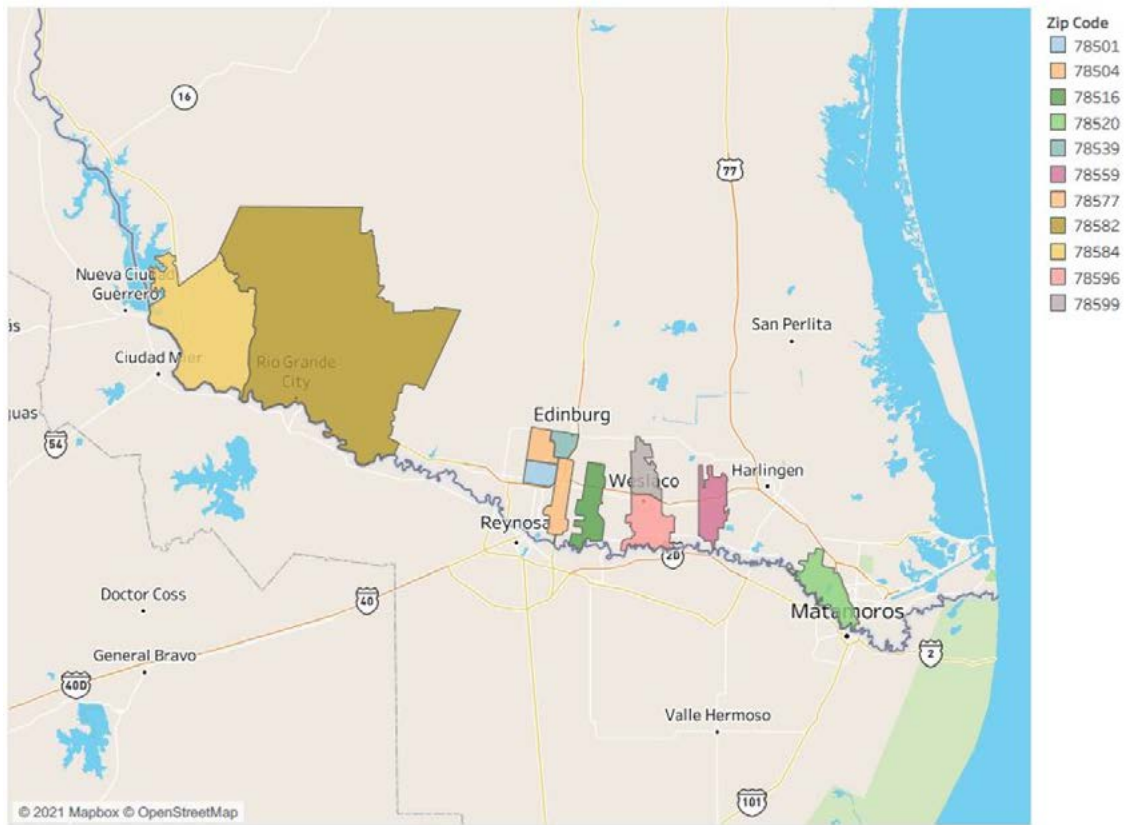 Zip Code
78501
78504
78516
78520
78539
78559
78577
78582
78584
78596
78599
16
77
Nueva Ciudad
Guerrero
San Perlita
Ciudad Mier
Rio Grande
City
54
Edinburg
Weslaco
Harlingen
Reynosa
2D
Doctor Coss
40
Matamoros
General Bravo
2
40D
Valle Hermoso
101
© 2021 Mapbox © OpenStreetMap